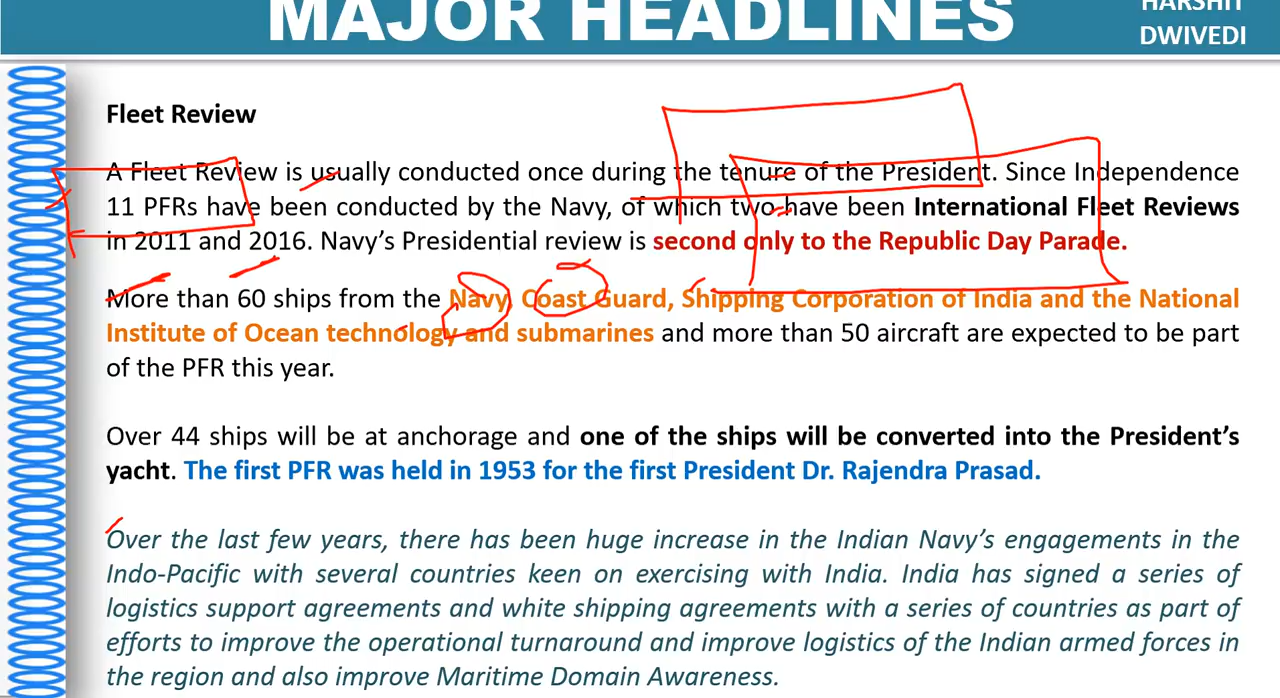 MAJOR HEADLINES
HARSHIT
DWIVEDI
Fleet Review
A Fleet Review is usually conducted once during the tenure of the President. Since Independence
11 PFRs have been conducted by the Navy, of which two have been International Fleet Reviews
in 2011 and 2016. Navy's Presidential review is second only to the Republic Day Parade.
More than 60 ships from the Navy, Coast Guard, Shipping Corporation of India and the National
Institute of Ocean technology and submarines and more than 50 aircraft are expected to be part
of the PFR this year.
Over 44 ships will be at anchorage and one of the ships will be converted into the President's
yacht. The first PFR was held in 1953 for the first President Dr. Rajendra Prasad.
Over the last few years, there has been huge increase in the Indian Navy's engagements in the
Indo-Pacific with several countries keen on exercising with India. India has signed a series of
logistics support agreements and white shipping agreements with a series of countries as part of
efforts to improve the operational turnaround and improve logistics of the Indian armed forces in
the region and also improve Maritime Domain Awareness.